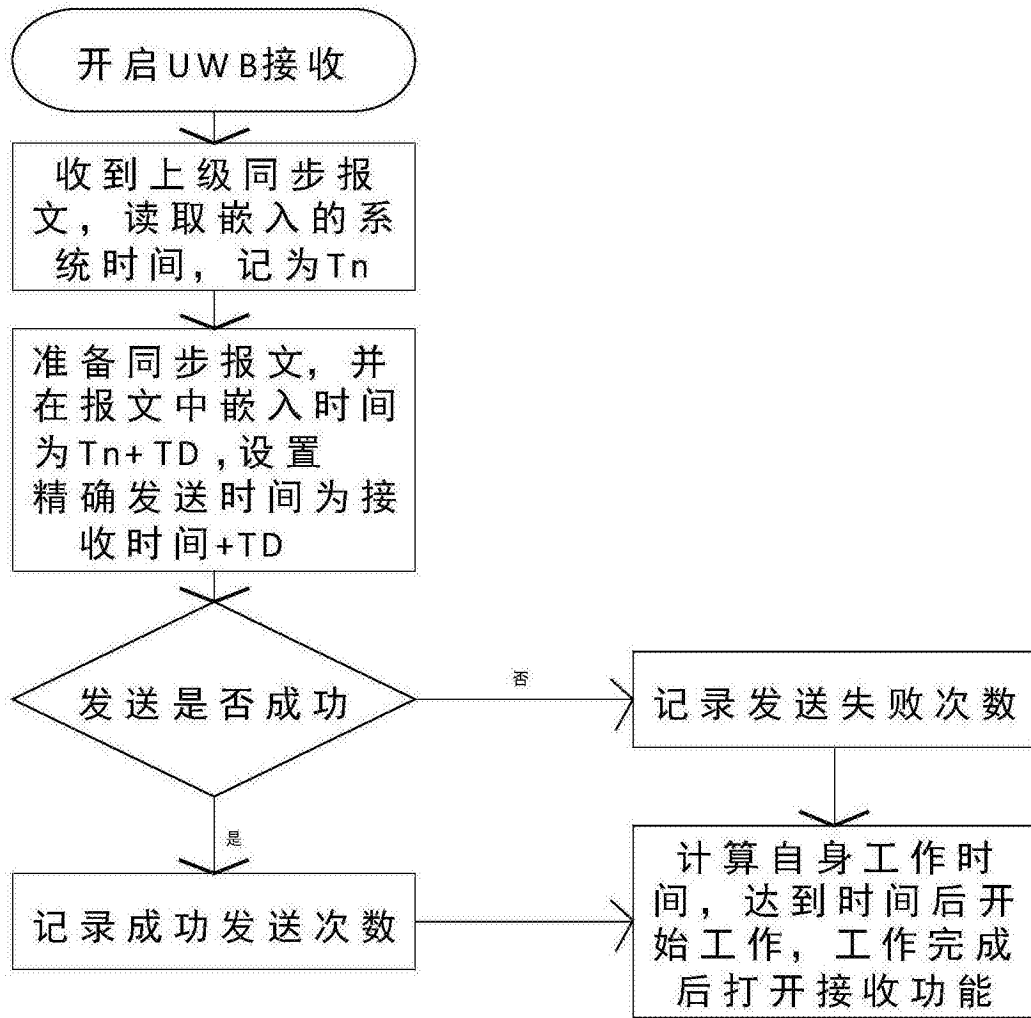 开启UWB接收
收到上级同步报
文，读取嵌入的系
统时间，记为Tn
准备同步报文，并
在报文中嵌入时间
为Tn+TD,设置
精确发送时间为接
收时间+TD
发送是否成功
否
记录发送失败次数
是
记录成功发送次数
计算自身工作时
间，达到时间后开
始工作，工作完成
后打开接收功能